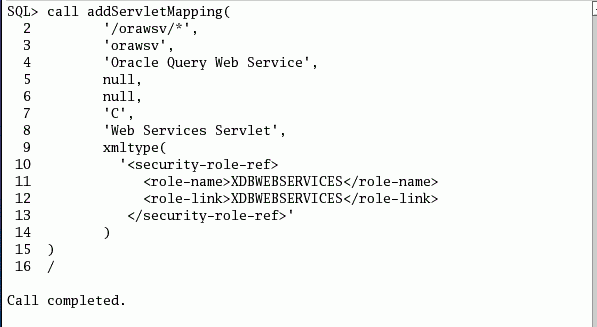 SQL> call addServletMapping(
  2         '/orawsv/*',
  3         'orawsv',
  4         'Oracle Query Web Service',
  5         null,
  6         null,
  7         'C',
  8         'Web Services Servlet',
  9         xmltype(
 10           '<security-role-ref>
 11              <role-name>XDBWEBSERVICES</role-name>
 12              <role-link>XDBWEBSERVICES</role-link>
 13            </security-role-ref>'
 14         )
 15  )
 16  /
Call completed.